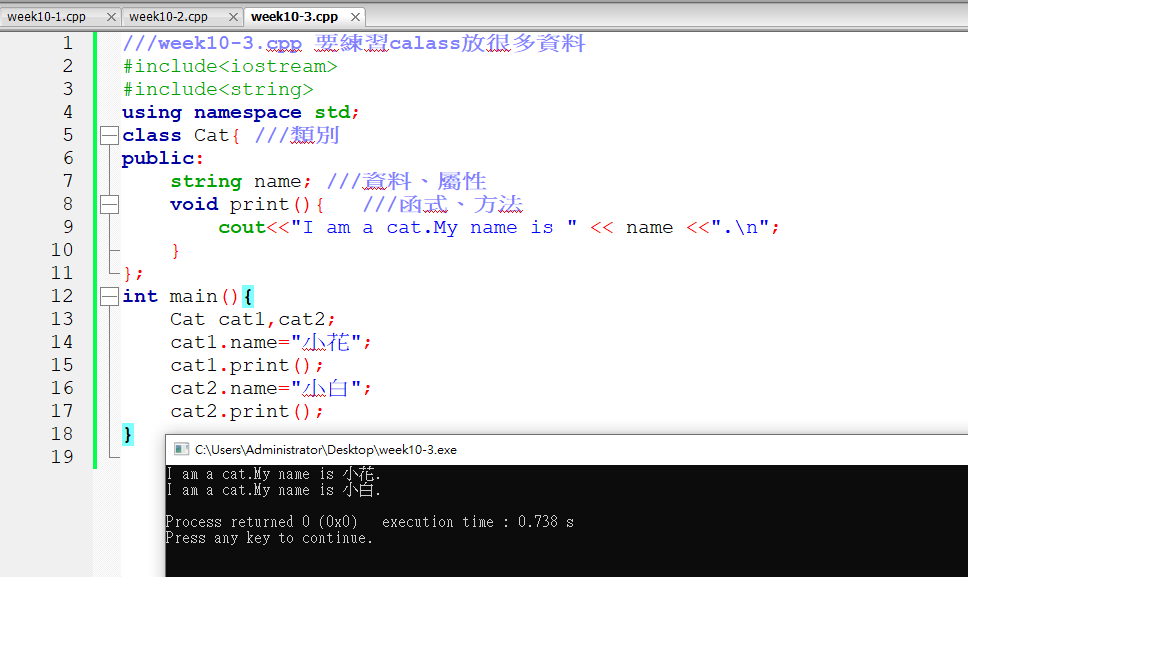 week10-1.cpp × week10-2.cpp × week10-3.cpp ×
1 ///week10-3.cpp 要練習calass放很多資料
2 #include<iostream>
3 #include<string>
4 using namespace std;
5 class Cat{ ///類別
6 public:
7 string name; ///資料、屬性
8 void print(){ ///函式、方法
9 cout<<"I am a cat.My name is " << name <<".\n";
10 }
11 };
12 int main(){
13 Cat cat1,cat2;
14 cat1.name="小花";
15 cat1.print();
16 cat2.name="小白";
17 cat2.print();
18 }
19
C:\Users\Administrator\Desktop\week10-3.exe
I am a cat.My name is 小花.
I am a cat.My name is 小白.
Process returned 0 (0x0) execution time : 0.738 s
Press any key to continue.